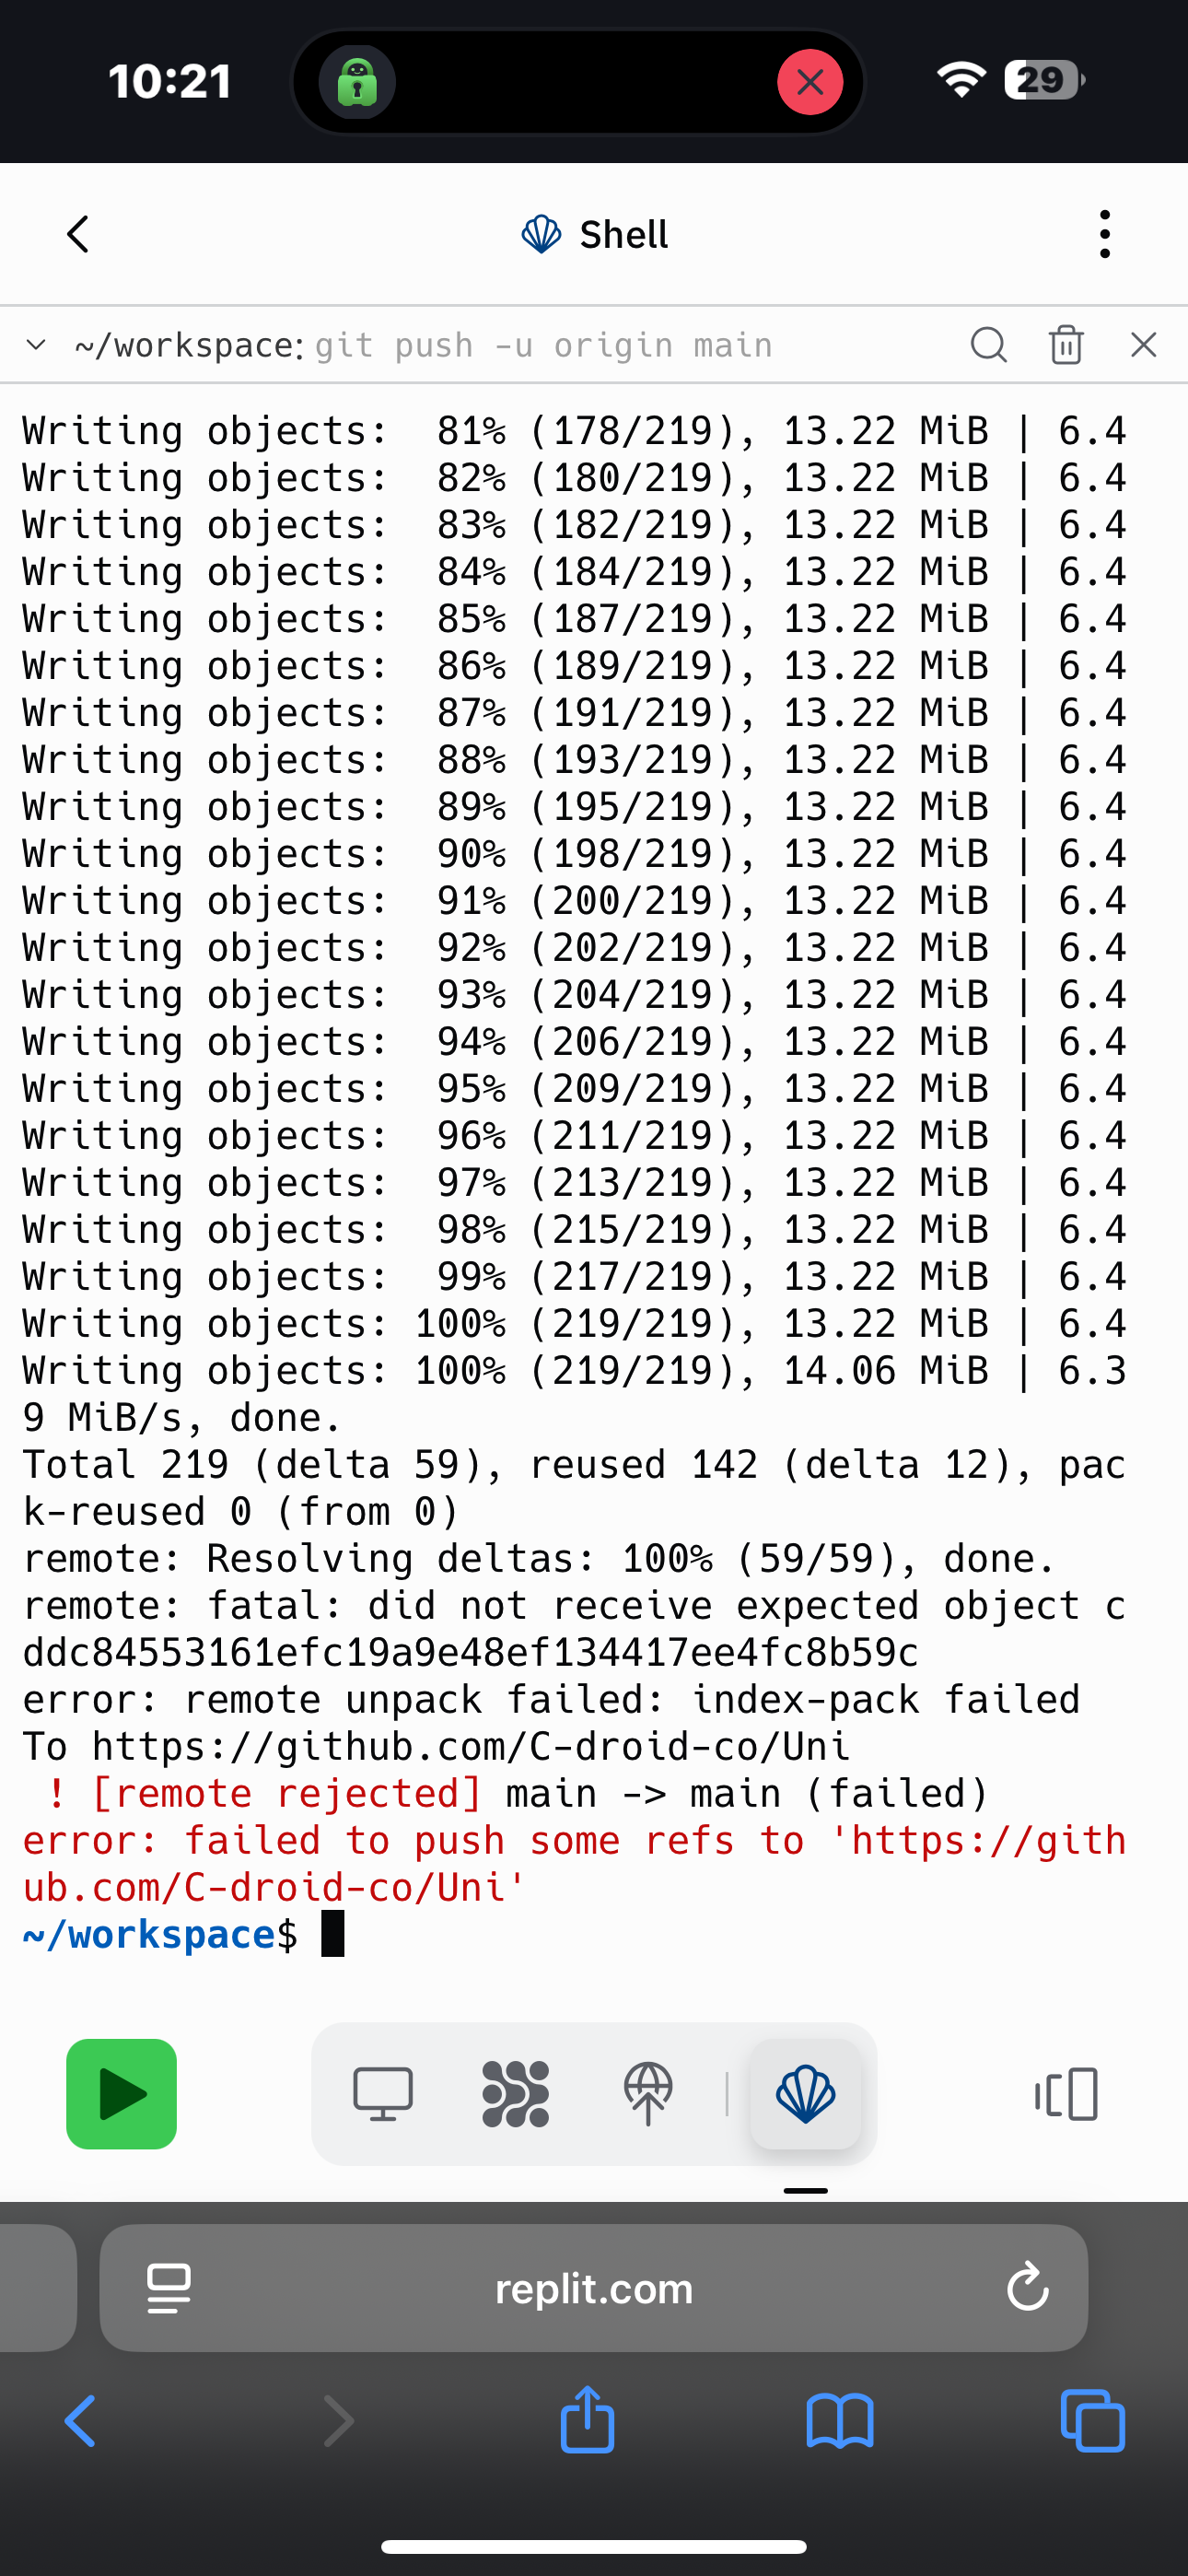 10:21
29
Shell
~/workspace: git push -u origin main
Writing objects:  81% (178/219), 13.22 MiB | 6.4
Writing objects:  82% (180/219), 13.22 MiB | 6.4
Writing objects:  83% (182/219), 13.22 MiB | 6.4
Writing objects:  84% (184/219), 13.22 MiB | 6.4
Writing objects:  85% (187/219), 13.22 MiB | 6.4
Writing objects:  86% (189/219), 13.22 MiB | 6.4
Writing objects:  87% (191/219), 13.22 MiB | 6.4
Writing objects:  88% (193/219), 13.22 MiB | 6.4
Writing objects:  89% (195/219), 13.22 MiB | 6.4
Writing objects:  90% (198/219), 13.22 MiB | 6.4
Writing objects:  91% (200/219), 13.22 MiB | 6.4
Writing objects:  92% (202/219), 13.22 MiB | 6.4
Writing objects:  93% (204/219), 13.22 MiB | 6.4
Writing objects:  94% (206/219), 13.22 MiB | 6.4
Writing objects:  95% (209/219), 13.22 MiB | 6.4
Writing objects:  96% (211/219), 13.22 MiB | 6.4
Writing objects:  97% (213/219), 13.22 MiB | 6.4
Writing objects:  98% (215/219), 13.22 MiB | 6.4
Writing objects:  99% (217/219), 13.22 MiB | 6.4
Writing objects: 100% (219/219), 13.22 MiB | 6.4
Writing objects: 100% (219/219), 14.06 MiB | 6.3
9 MiB/s, done.
Total 219 (delta 59), reused 142 (delta 12), pac
k-reused 0 (from 0)
remote: Resolving deltas: 100% (59/59), done.
remote: fatal: did not receive expected object c
ddc84553161efc19a9e48ef134417ee4fc8b59c
error: remote unpack failed: index-pack failed
To https://github.com/C-droid-co/Uni
 ! [remote rejected] main -> main (failed)
error: failed to push some refs to 'https://gith
ub.com/C-droid-co/Uni'
~/workspace$
replit.com